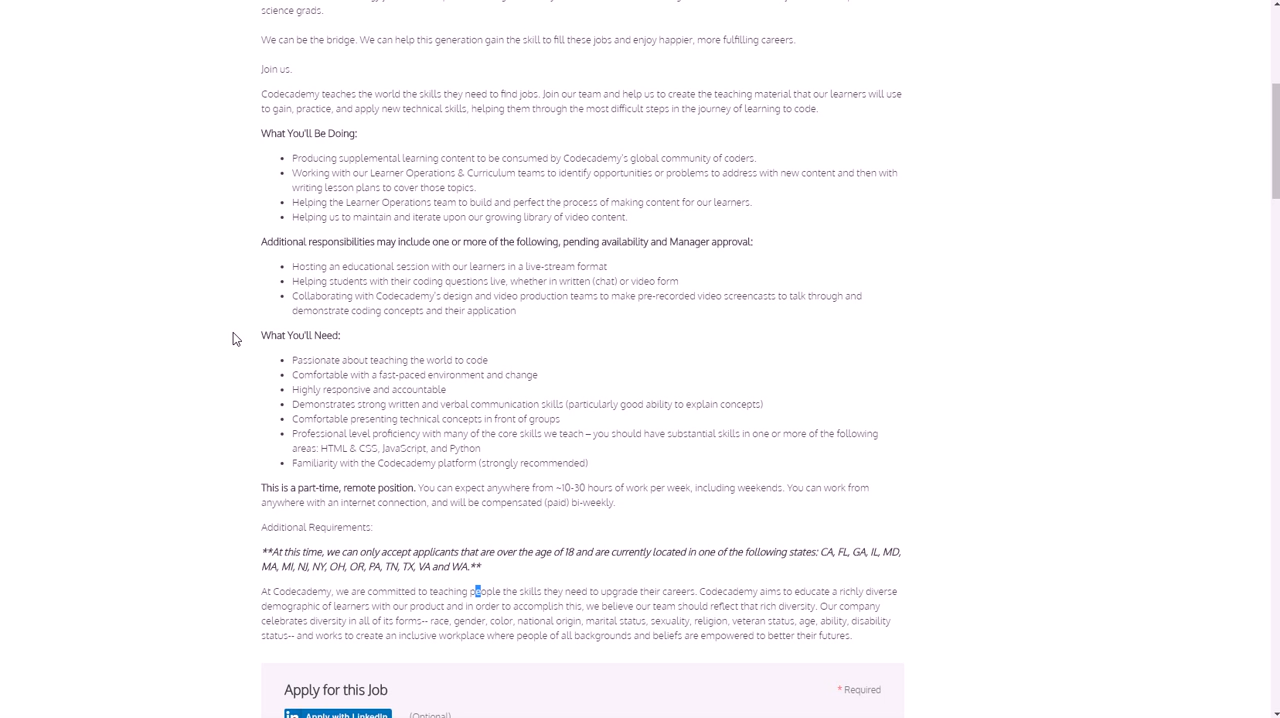 science grads.
We can be the bridge. We can help this generation gain the skill to fill these jobs and enjoy happier, more fulfilling careers.
Join us.
Codecademy teaches the world the skills they need to find jobs. Join our team and help us to create the teaching material that our learners will use
to gain, practice, and apply new technical skills, helping them through the most difficult steps in the journey of learning to code.
What You'll Be Doing:
• Producing supplemental learning content to be consumed by Codecademy's global community of coders.
• Working with our Learner Operations & Curriculum teams to identify opportunities or problems to address with new content and then with
writing lesson plans to cover those topics.
• Helping the Learner Operations team to build and perfect the process of making content for our learners.
• Helping us to maintain and iterate upon our growing library of video content.
Additional responsibilities may include one or more of the following, pending availability and Manager approval:
• Hosting an educational session with our learners in a live-stream format
• Helping students with their coding questions live, whether in written (chat) or video form
• Collaborating with Codecademy's design and video production teams to make pre-recorded video screencasts to talk through and
demonstrate coding concepts and their application
What You'll Need:
• Passionate about teaching the world to code
• Comfortable with a fast-paced environment and change
• Highly responsive and accountable
• Demonstrates strong written and verbal communication skills (particularly good ability to explain concepts)
• Comfortable presenting technical concepts in front of groups
• Professional level proficiency with many of the core skills we teach – you should have substantial skills in one or more of the following
areas: HTML & CSS, JavaScript, and Python
• Familiarity with the Codecademy platform (strongly recommended)
This is a part-time, remote position. You can expect anywhere from ~10-30 hours of work per week, including weekends. You can work from
anywhere with an internet connection, and will be compensated (paid) bi-weekly.
Additional Requirements:
**At this time, we can only accept applicants that are over the age of 18 and are currently located in one of the following states: CA, FL, GA, IL, MD,
MA, MI, NJ, NY, OH, OR, PA, TN, TX, VA and WA.**
At Codecademy, we are committed to teaching people the skills they need to upgrade their careers. Codecademy aims to educate a richly diverse
demographic of learners with our product and in order to accomplish this, we believe our team should reflect that rich diversity. Our company
celebrates diversity in all of its forms-- race, gender, color, national origin, marital status, sexuality, religion, veteran status, age, ability, disability
status-- and works to create an inclusive workplace where people of all backgrounds and beliefs are empowered to better their futures.
Apply for this Job * Required
in Apply with LinkedIn (Optional)